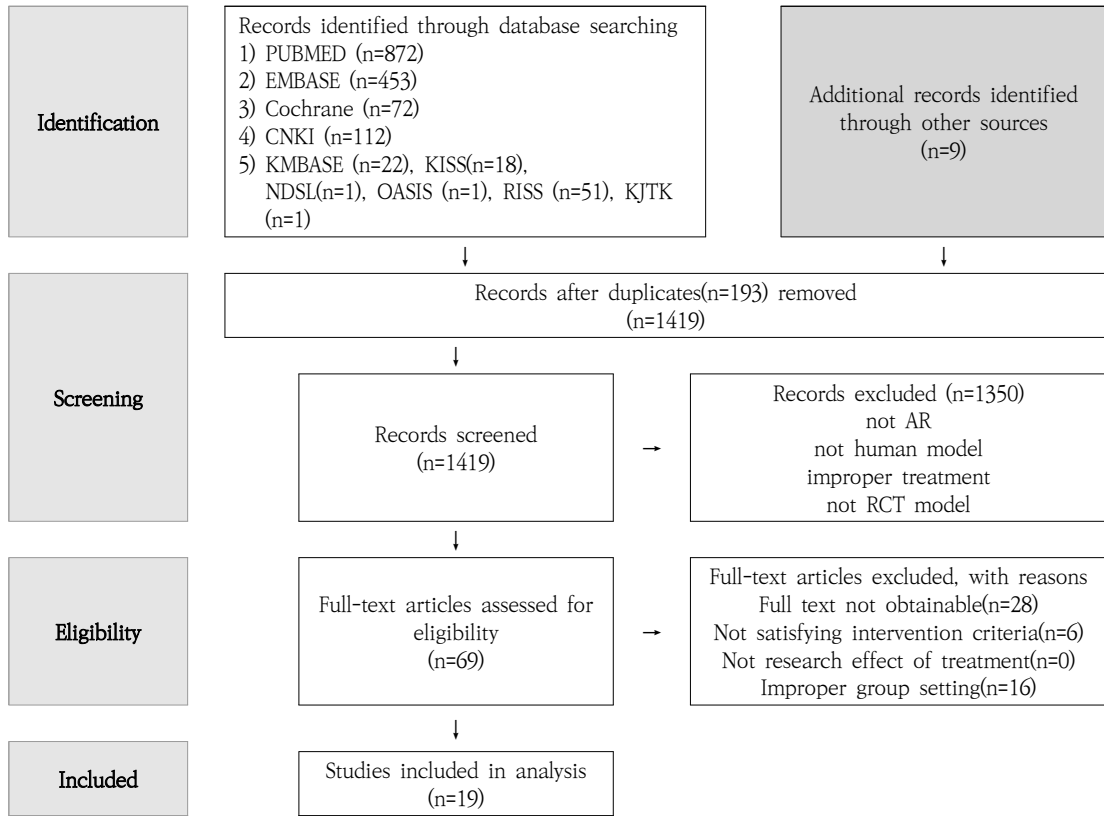 Identification
Records identified through database searching
1) PUBMED (n=872)
2) EMBASE (n=453)
3) Cochrane (n=72)
4) CNKI (n=112)
5) KMBASE (n=22), KISS(n=18),
NDSL(n=1), OASIS (n=1), RISS (n=51), KJTK
(n=1)
Additional records identified
through other sources
(n=9)
Screening
Records after duplicates(n=193) removed
(n=1419)
Records screened
(n=1419)
Records excluded (n=1350)
not AR
not human model
improper treatment
not RCT model
Eligibility
Full-text articles assessed for
eligibility
(n=69)
Full-text articles excluded, with reasons
Full text not obtainable(n=28)
Not satisfying intervention criteria(n=6)
Not research effect of treatment(n=0)
Improper group setting(n=16)
Included
Studies included in analysis
(n=19)